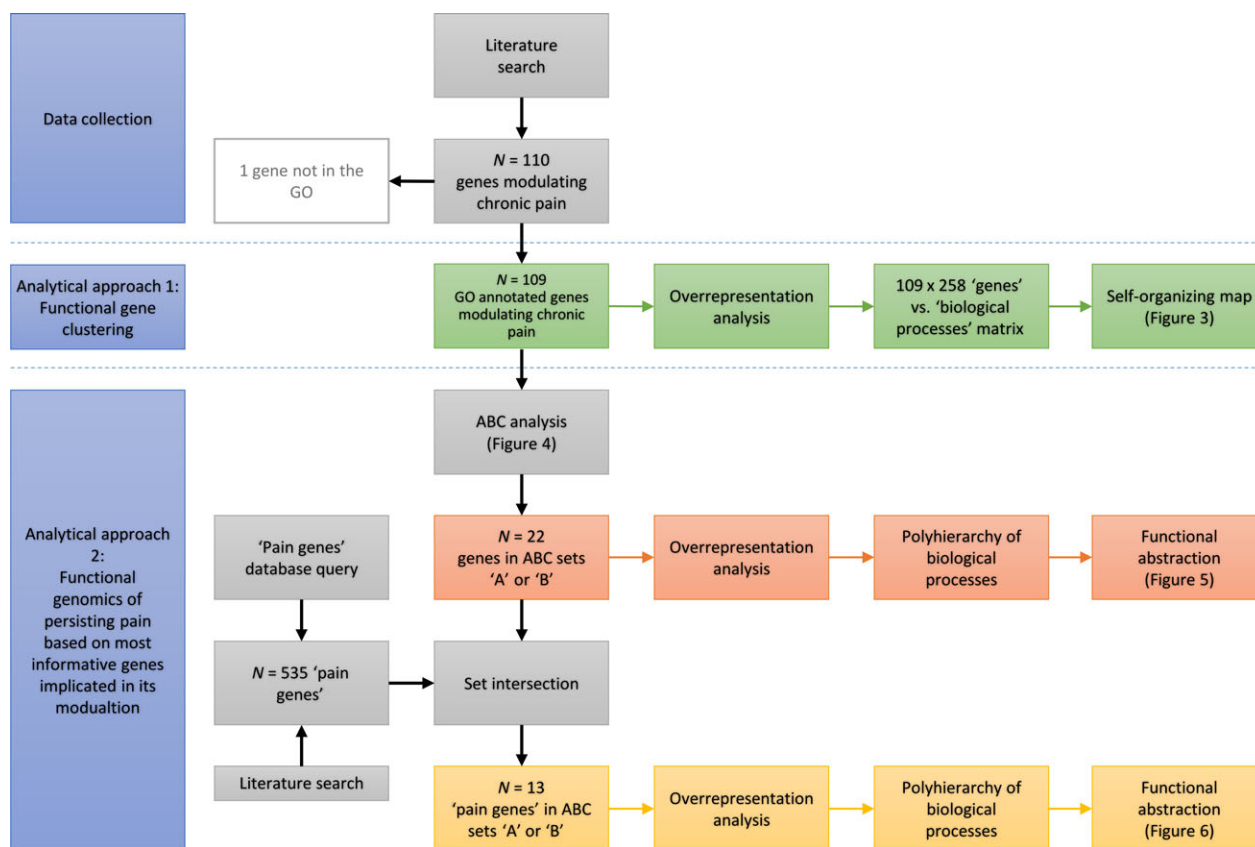 Data collection
Literature
search
1 gene not in the
GO
N = 110
genes modulating
chronic pain
Analytical approach 1:
Functional gene
clustering
N = 109
GO annotated genes
modulating chronic
pain
Overrepresentation
analysis
109 x 258 ‘genes’
vs. ‘biological
processes’ matrix
Self-organizing map
(Figure 3)
Analytical approach
2:
Functional
genomics of
persisting pain
based on most
informative genes
implicated in its
modualtion
ABC analysis
(Figure 4)
‘Pain genes’
database query
N = 22
genes in ABC sets
‘A’ or ‘B’
Overrepresentation
analysis
Polyhierarchy of
biological
processes
Functional
abstraction
(Figure 5)
N = 535 ‘pain
genes’
Set intersection
Literature search
N = 13
‘pain genes’ in ABC
sets ‘A’ or ‘B’
Overrepresentation
analysis
Polyhierarchy of
biological
processes
Functional
abstraction
(Figure 6)